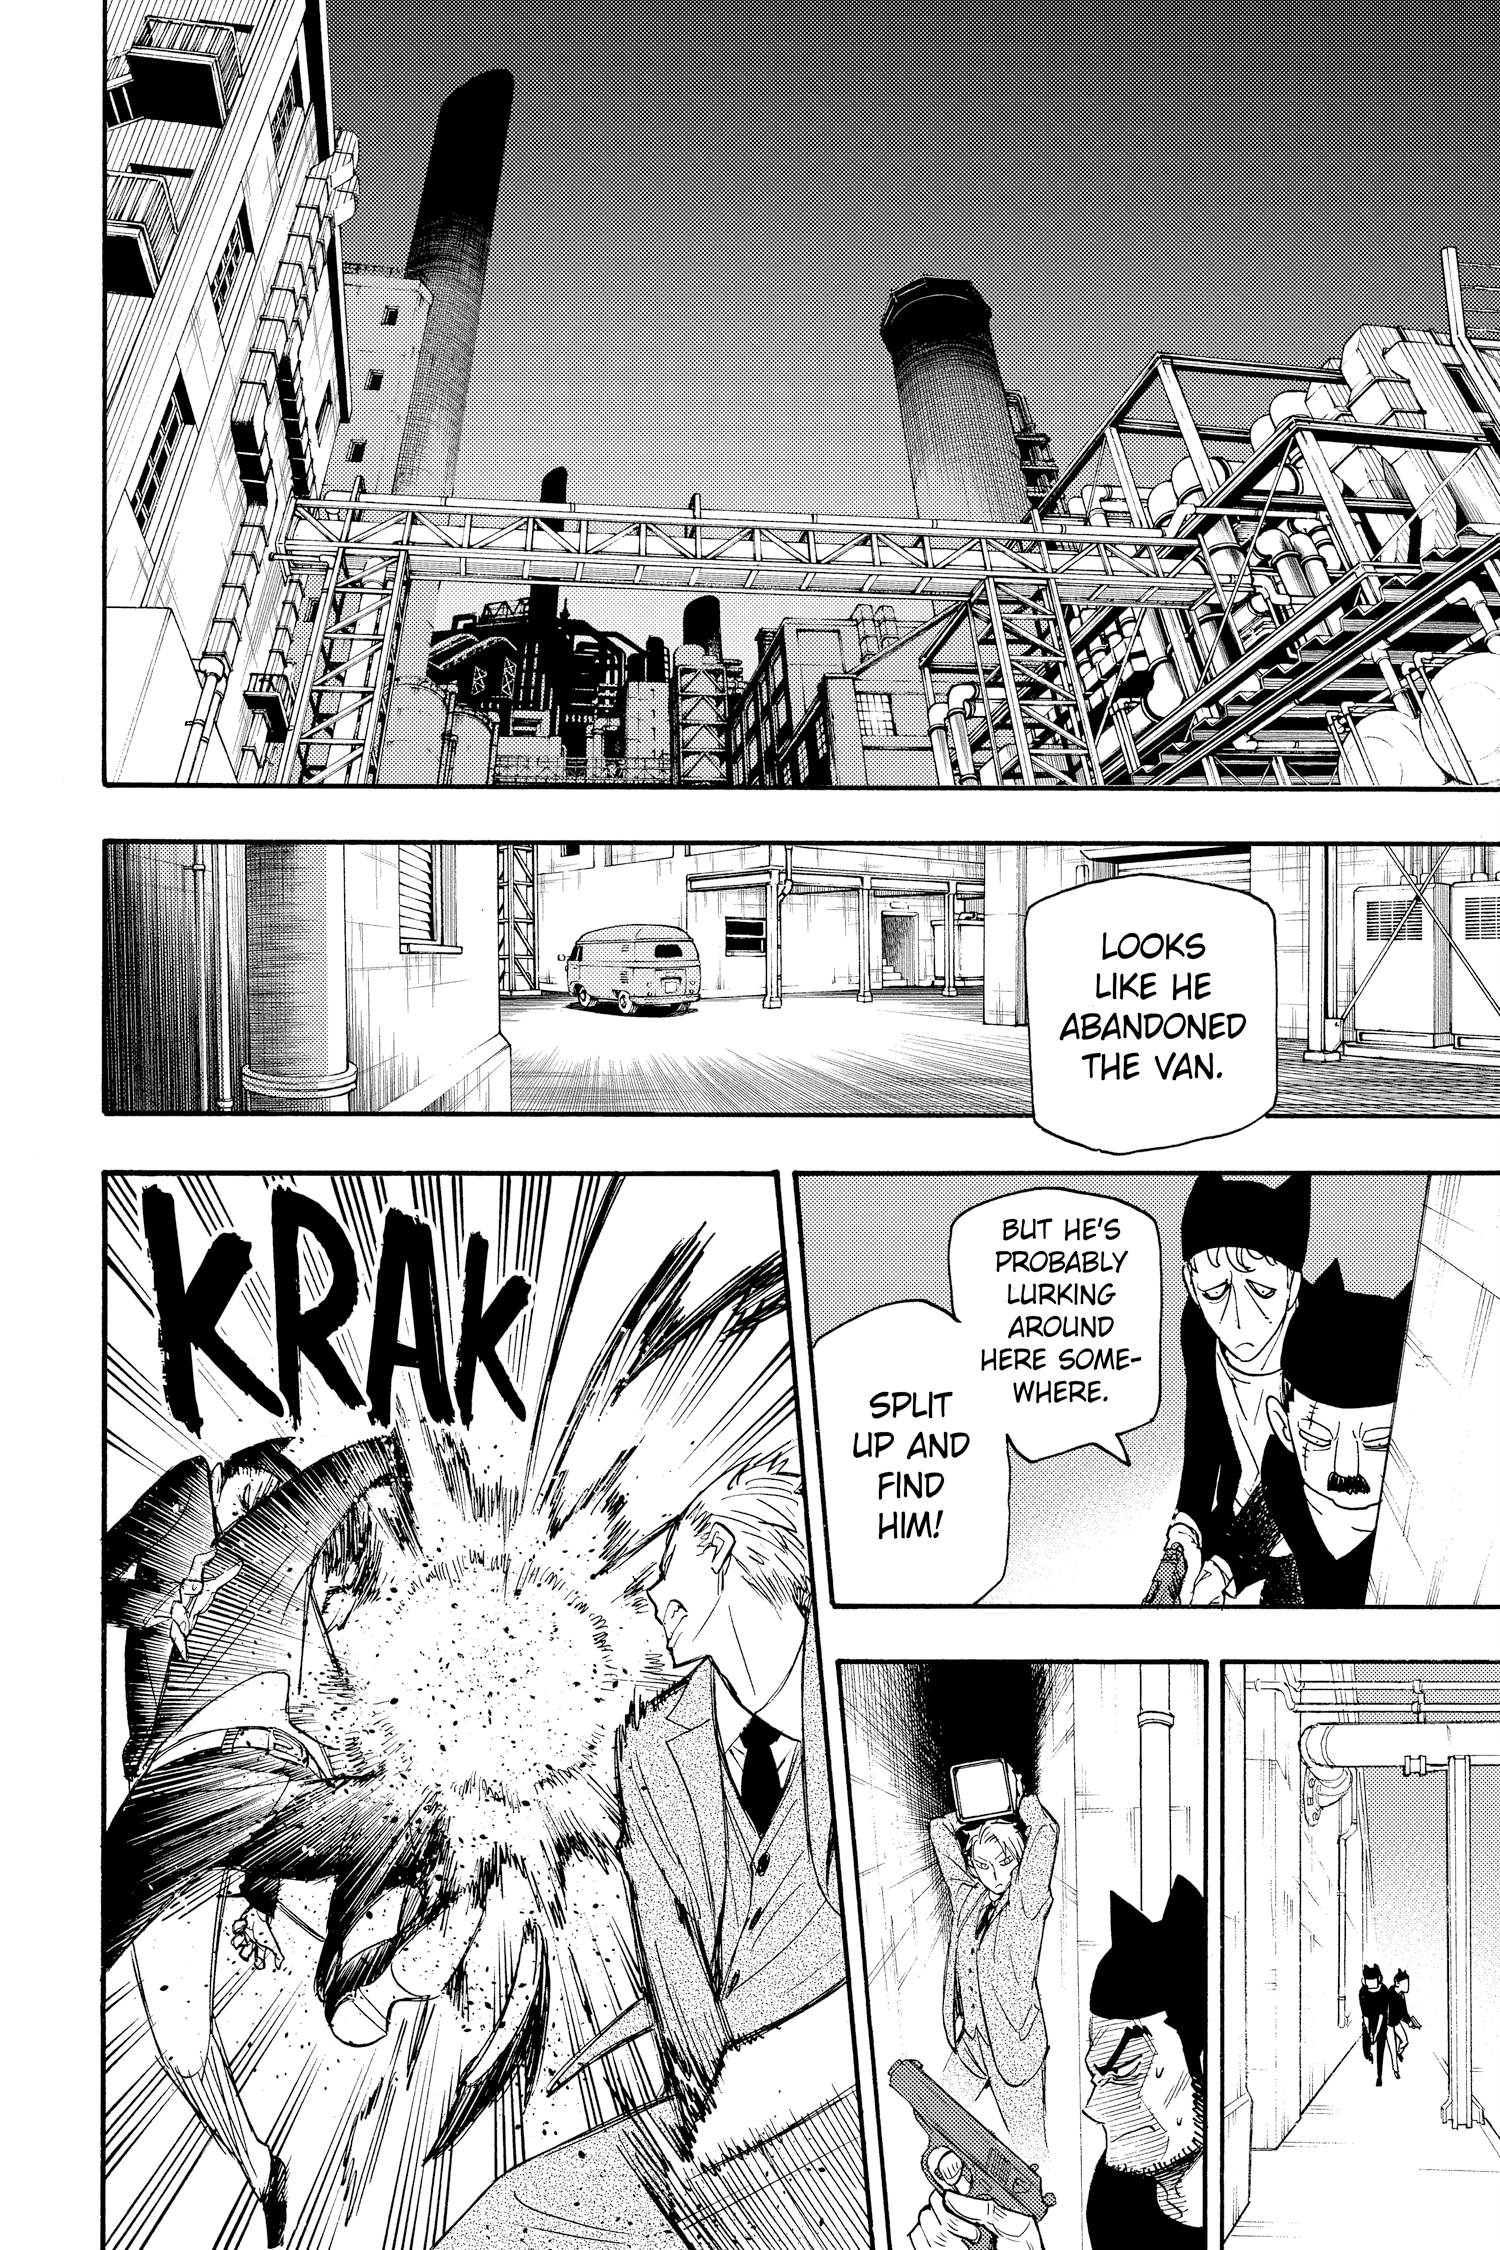 LOOKS
LIKE HE
ABANDONED
THE VAN.
BUT HE'S
PROBABLY
LURKING
AROUND
HERE SOME-
WHERE.
SPLIT
UP AND
FIND
HIM!
KRAK